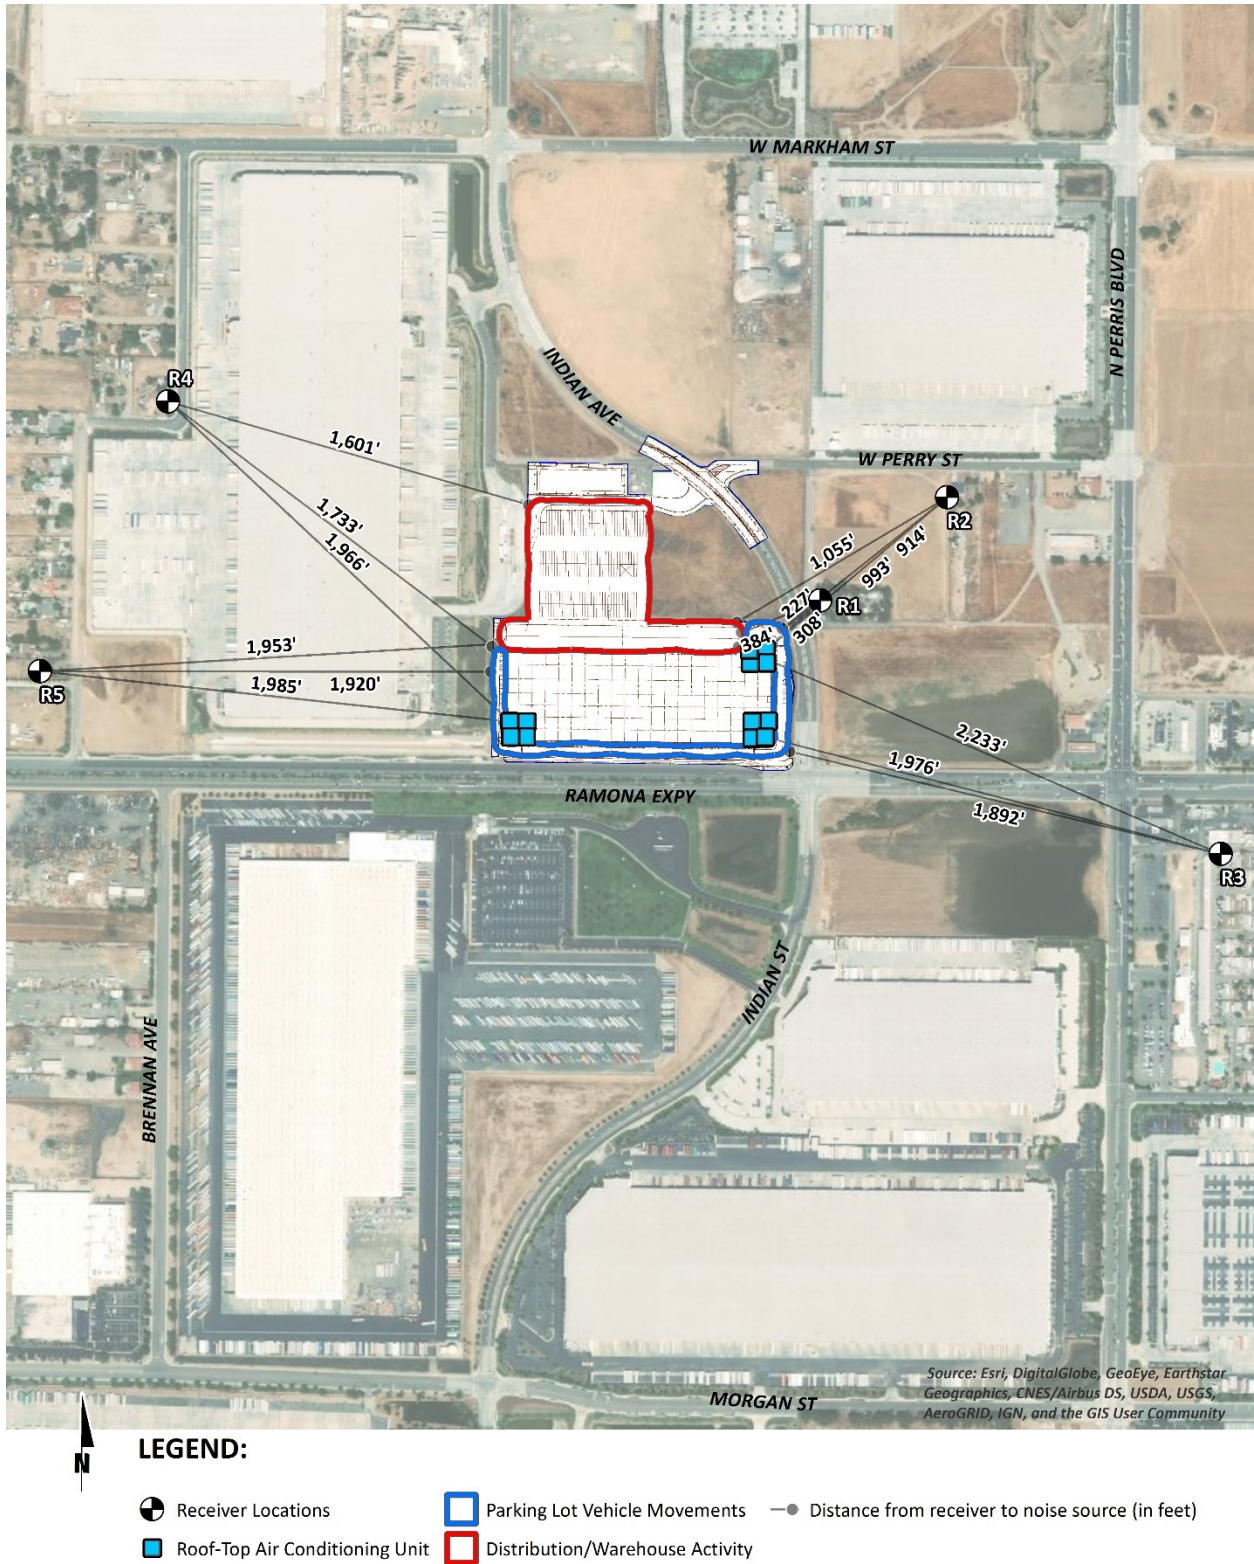 W MARKHAM ST
N PERRIS BLVD
INDIAN AVE
R4
1,601'
W PERRY ST
R2
1,733'
1,055'
914'
1,966'
993'
227'
R1
308'
384'
1,953'
R5
1,985'
1,920'
2,233'
1,976'
RAMONA EXPY
1,892'
R3
INDIAN ST
BRENNAN AVE
Source: Esri, DigitalGlobe, GeoEye, Earthstar
Geographics, CNES/Airbus DS, USDA, USGS,
AeroGRID, IGN, and the GIS User Community
MORGAN ST
N
LEGEND:
Receiver Locations
Parking Lot Vehicle Movements
Distance from receiver to noise source (in feet)
Roof-Top Air Conditioning Unit
Distribution/Warehouse Activity